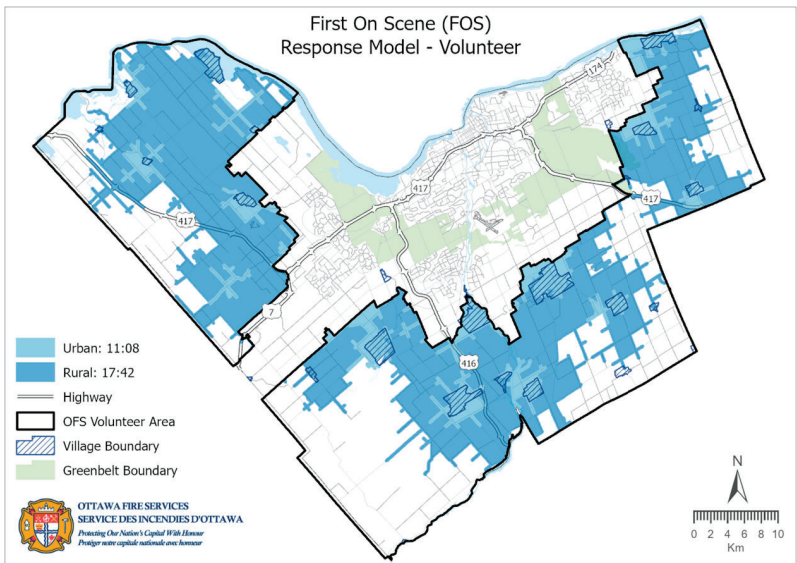 First On Scene (FOS)
Response Model - Volunteer
174
417
417
417
7
416
Urban: 11:08
Rural: 17:42
Highway
OFS Volunteer Area
Village Boundary
Greenbelt Boundary
OTTAWA FIRE SERVICES
SERVICE DES INCENDIES D'OTTAWA
Protecting Our Nation's Capital With Honour
Protéger notre capitale nationale avec honneur
N
0 2 4 6 8 10
Km